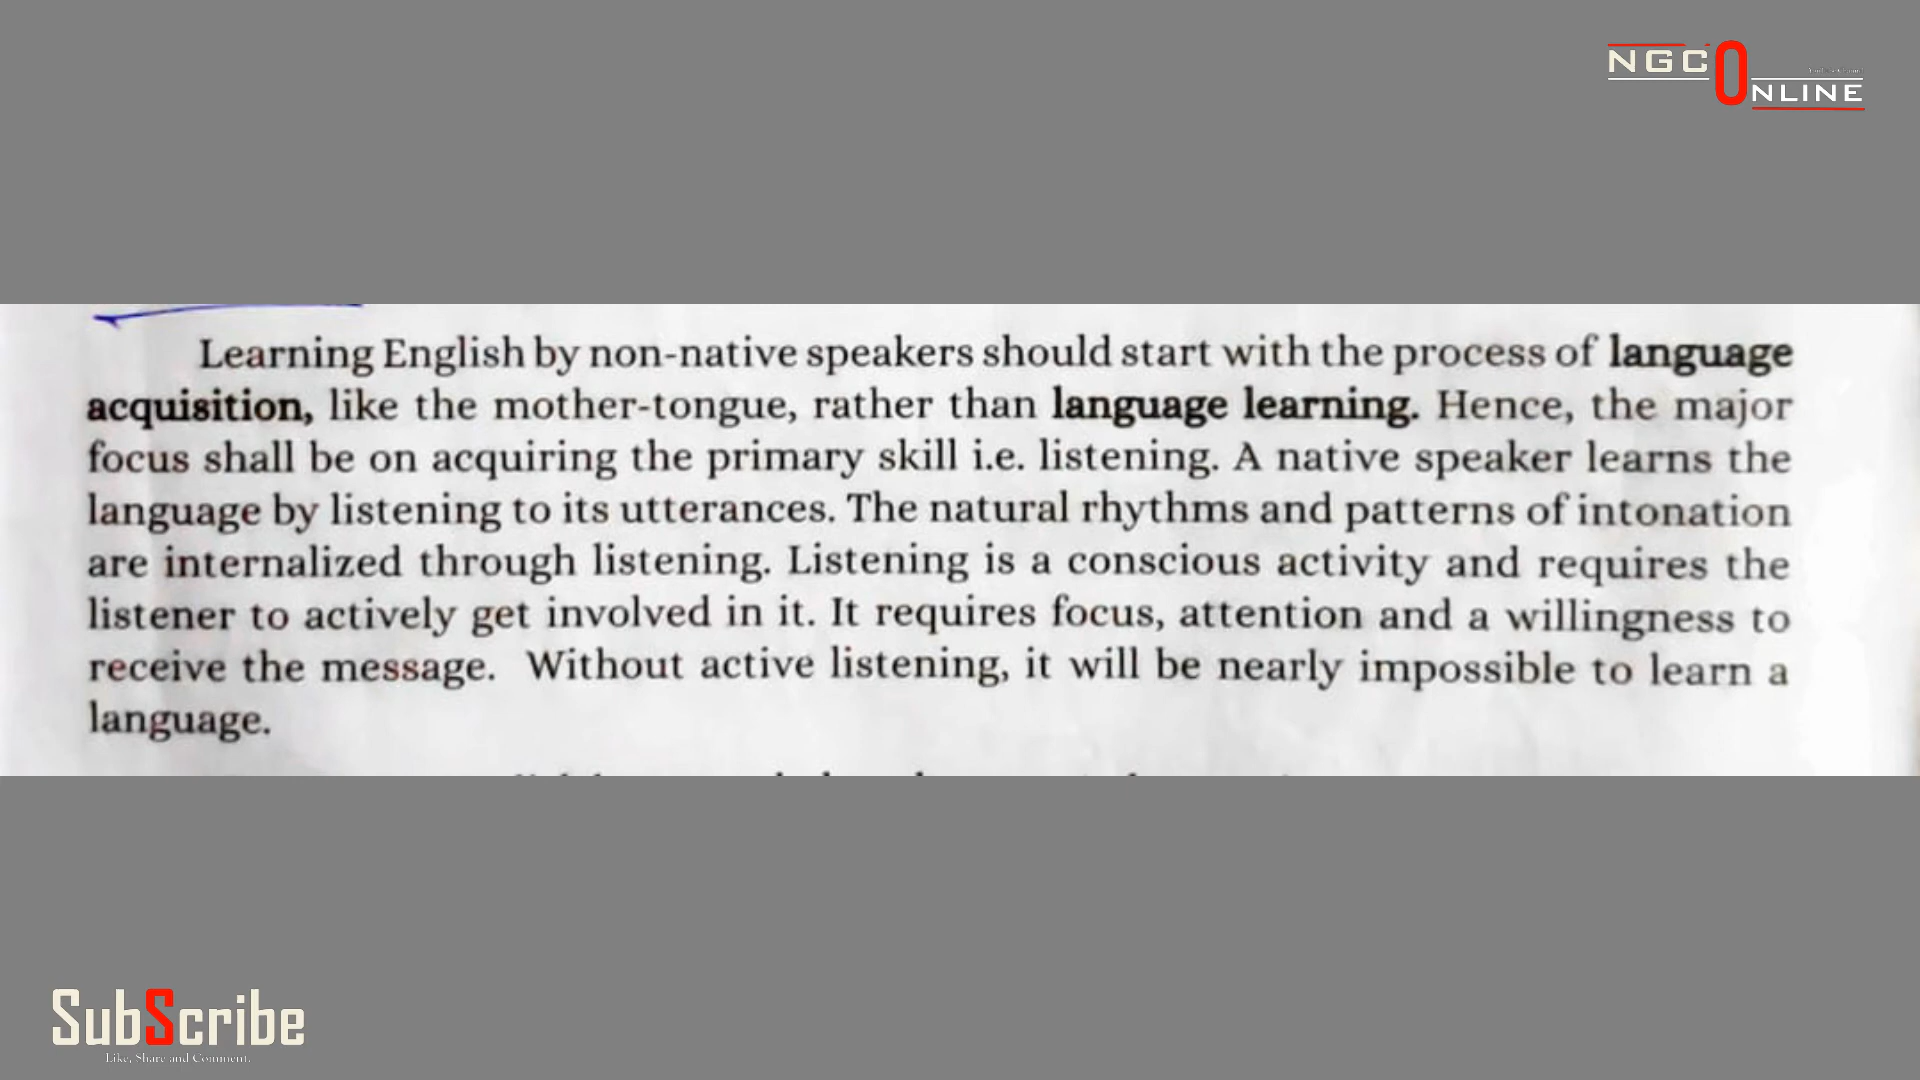 NGC ONLINE
Learning English by non-native speakers should start with the process of language
acquisition, like the mother-tongue, rather than language learning. Hence, the major
focus shall be on acquiring the primary skill i.e. listening. A native speaker learns the
language by listening to its utterances. The natural rhythms and patterns of intonation
are internalized through listening. Listening is a conscious activity and requires the
listener to actively get involved in it. It requires focus, attention and a willingness to
receive the message. Without active listening, it will be nearly impossible to learn a
language.
SubScribe
Like, Share and Comment.